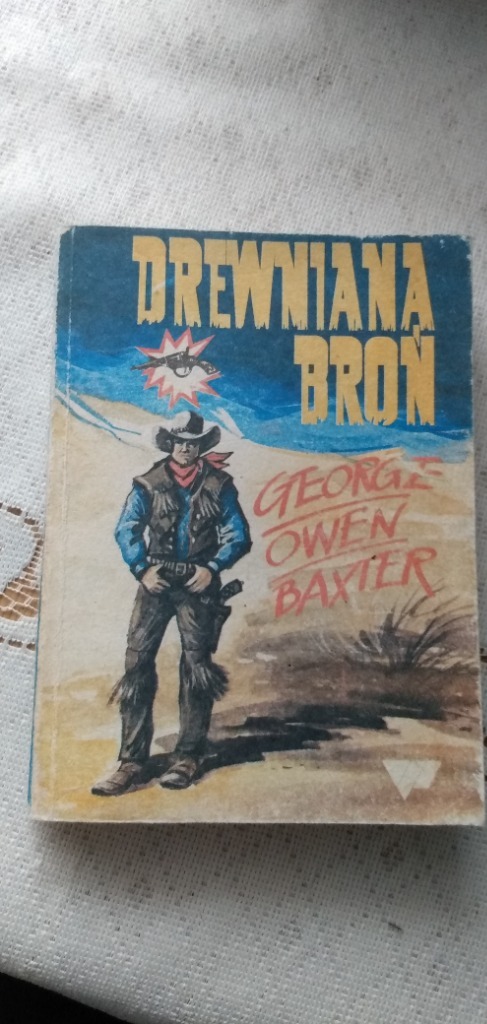 DREWNIANA
BROŃ
GEORGE
OWEN
BAXTER